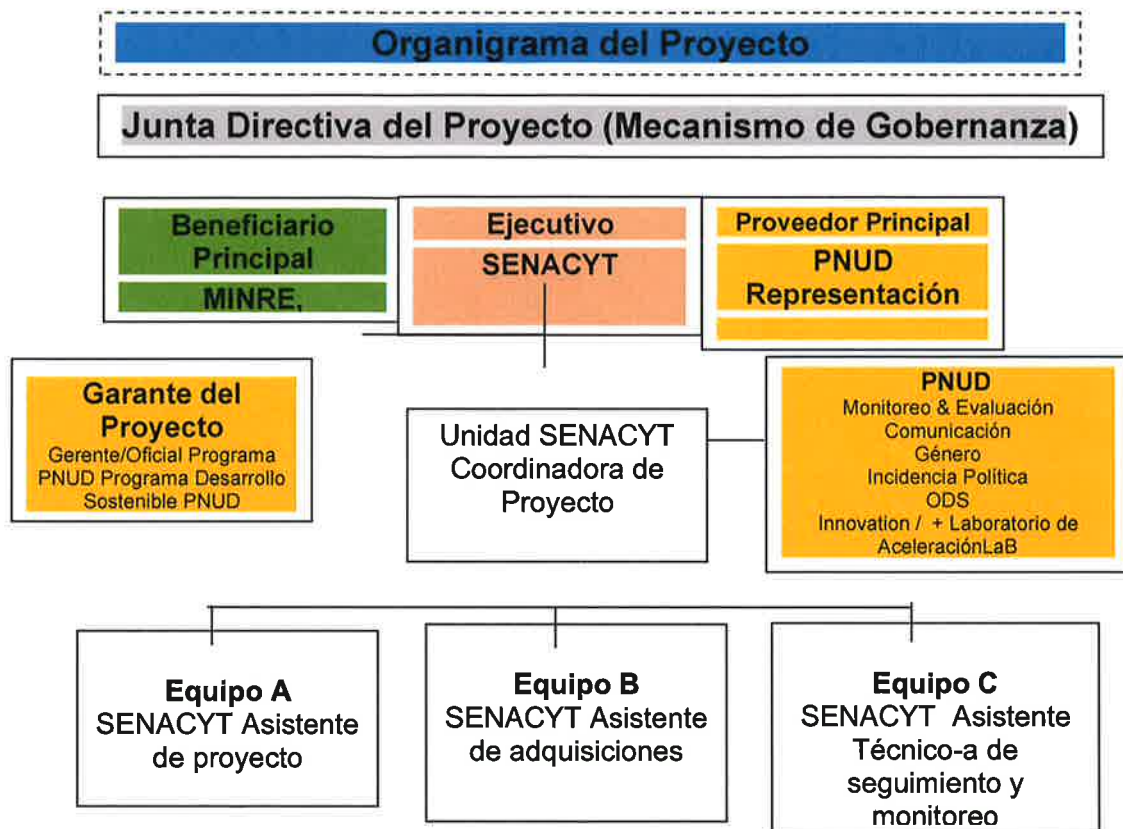 Organigrama del Proyecto
Junta Directiva del Proyecto (Mecanismo de Gobernanza)
Beneficiario
Principal
MINRE,
Ejecutivo
SENACYT
Proveedor Principal
PNUD
Representación
Garante del
Proyecto
Gerente/Oficial Programa
PNUD Programa Desarrollo
Sostenible PNUD
Unidad SENACYT
Coordinadora de
Proyecto
PNUD
Monitoreo & Evaluación
Comunicación
Género
Incidencia Política
ODS
Innovation / + Laboratorio de
AceleraciónLaB
Equipo A
SENACYT Asistente
de proyecto
Equipo B
SENACYT Asistente
de adquisiciones
Equipo C
SENACYT Asistente
Técnico-a de
seguimiento y
monitoreo